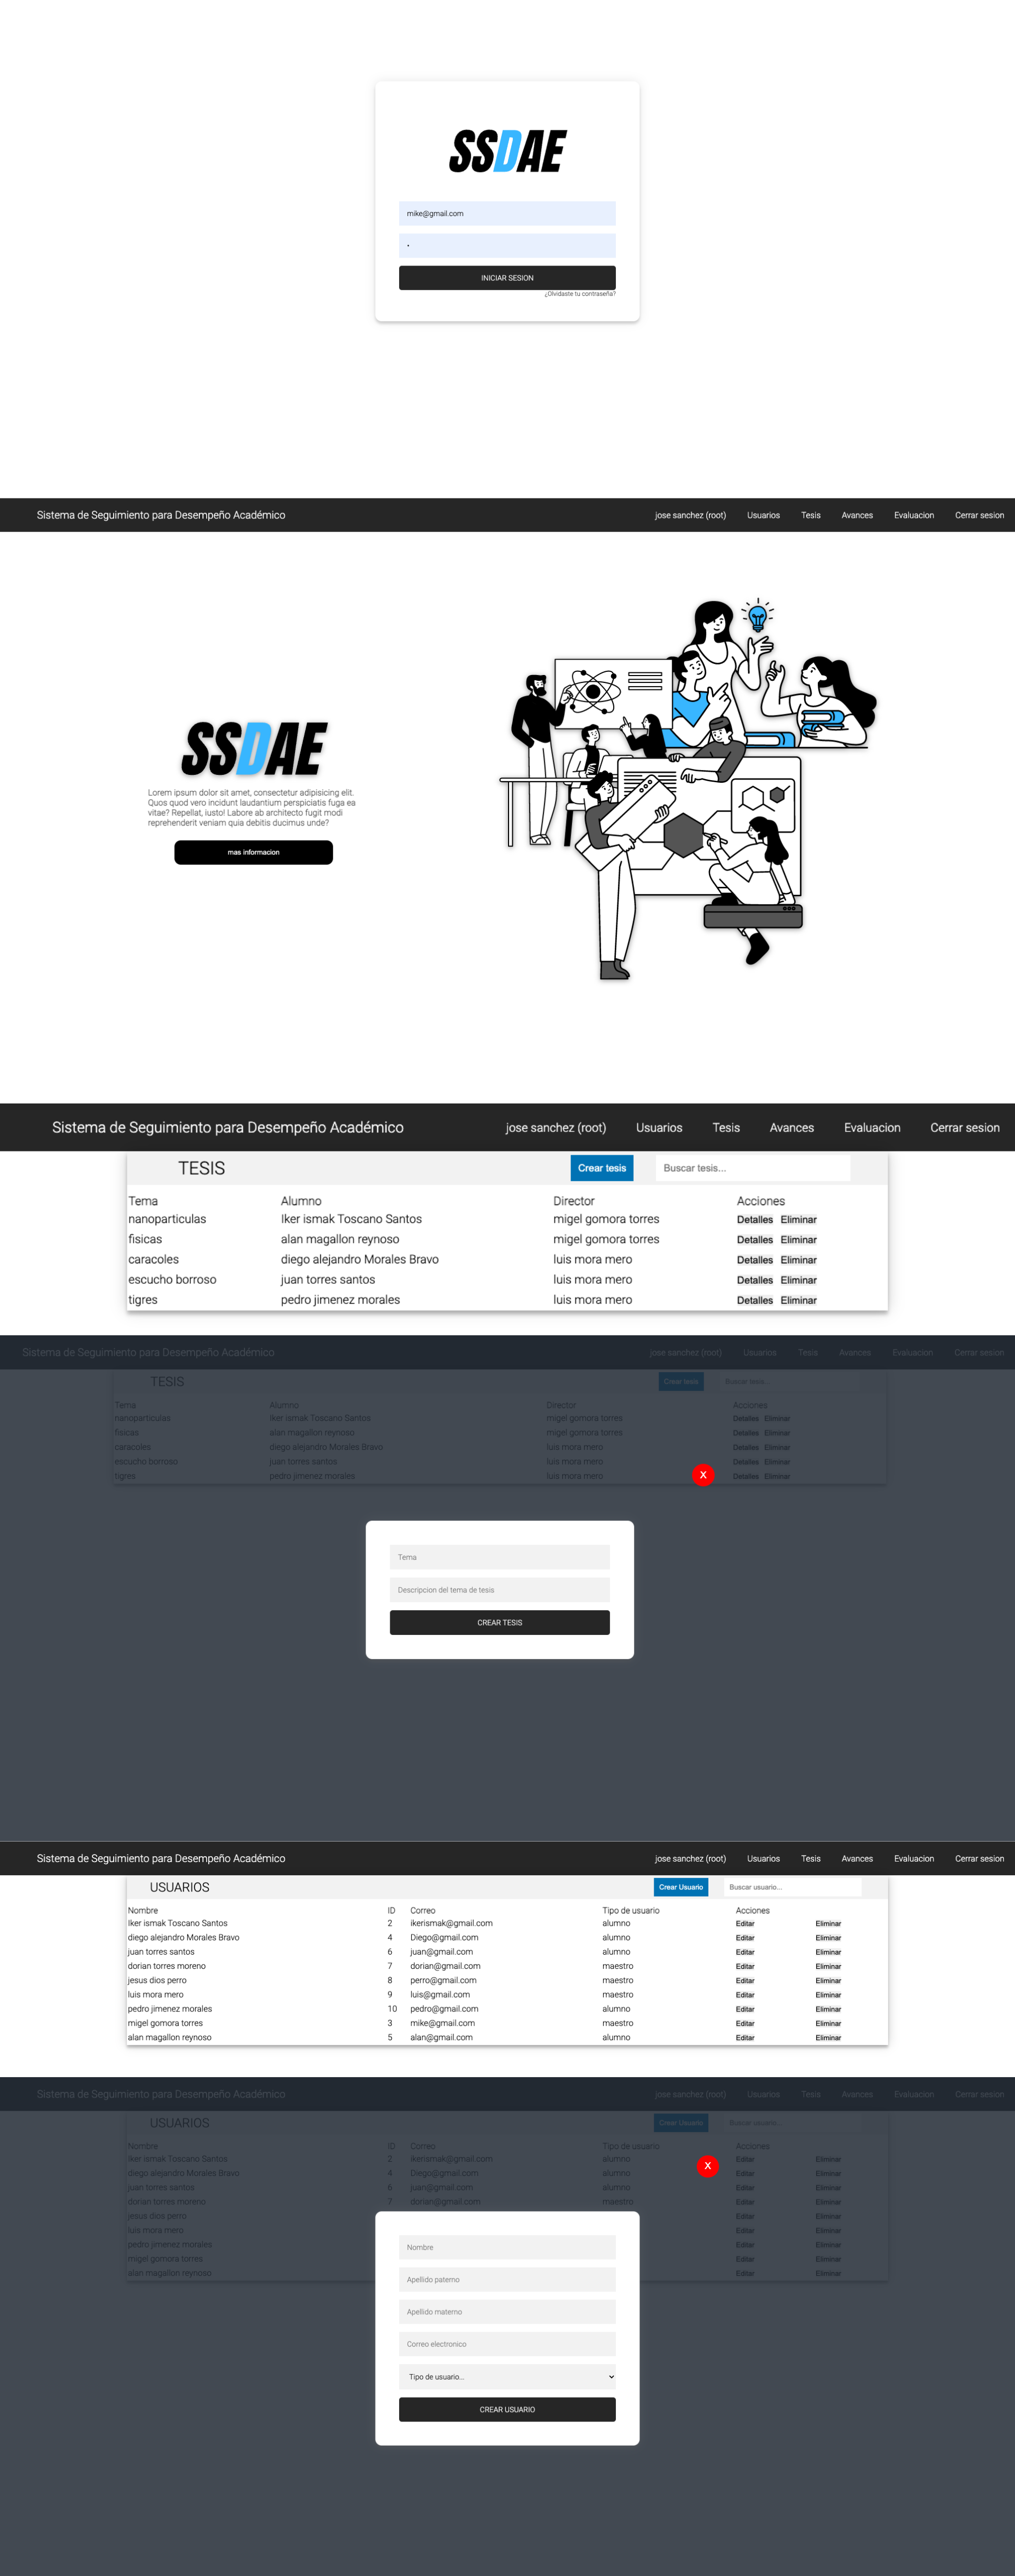 SSDAE
mike@gmail.com
•
INICIAR SESION
¿Olvidaste tu contraseña?
Sistema de Seguimiento para Desempeño Académico jose sanchez (root) Usuarios Tesis Avances Evaluacion Cerrar sesion
SSDAE
Lorem ipsum dolor sit amet, consectetur adipisicing elit.
Quos quod vero incidunt laudantium perspiciatis fuga ea
vitae? Repellat, iusto! Labore ab architecto fugit modi
reprehenderit veniam quia debitis ducimus unde?
mas informacion
Sistema de Seguimiento para Desempeño Académico jose sanchez (root) Usuarios Tesis Avances Evaluacion Cerrar sesion
TESIS Crear tesis Buscar tesis...
Tema Alumno Director Acciones
nanoparticulas Iker ismak Toscano Santos migel gomora torres Detalles Eliminar
fisicas alan magallon reynoso migel gomora torres Detalles Eliminar
caracoles diego alejandro Morales Bravo luis mora mero Detalles Eliminar
escucho borroso juan torres santos luis mora mero Detalles Eliminar
tigres pedro jimenez morales luis mora mero Detalles Eliminar
Sistema de Seguimiento para Desempeño Académico jose sanchez (root) Usuarios Tesis Avances Evaluacion Cerrar sesion
TESIS Crear tesis Buscar tesis...
Tema Alumno Director Acciones
nanoparticulas Iker ismak Toscano Santos migel gomora torres Detalles Eliminar
fisicas alan magallon reynoso migel gomora torres Detalles Eliminar
caracoles diego alejandro Morales Bravo luis mora mero Detalles Eliminar
escucho borroso juan torres santos luis mora mero Detalles Eliminar
tigres pedro jimenez morales luis mora mero X Detalles Eliminar
Tema
Descripcion del tema de tesis
CREAR TESIS
Sistema de Seguimiento para Desempeño Académico jose sanchez (root) Usuarios Tesis Avances Evaluacion Cerrar sesion
USUARIOS Crear Usuario Buscar usuario...
Nombre ID Correo Tipo de usuario Acciones
Iker ismak Toscano Santos 2 ikerismak@gmail.com alumno Editar Eliminar
diego alejandro Morales Bravo 4 Diego@gmail.com alumno Editar Eliminar
juan torres santos 6 juan@gmail.com alumno Editar Eliminar
dorian torres moreno 7 dorian@gmail.com maestro Editar Eliminar
jesus dios perro 8 perro@gmail.com maestro Editar Eliminar
luis mora mero 9 luis@gmail.com maestro Editar Eliminar
pedro jimenez morales 10 pedro@gmail.com alumno Editar Eliminar
migel gomora torres 3 mike@gmail.com maestro Editar Eliminar
alan magallon reynoso 5 alan@gmail.com alumno Editar Eliminar
Sistema de Seguimiento para Desempeño Académico jose sanchez (root) Usuarios Tesis Avances Evaluacion Cerrar sesion
USUARIOS Crear Usuario Buscar usuario...
Nombre ID Correo Tipo de usuario Acciones
Iker ismak Toscano Santos 2 ikerismak@gmail.com alumno Editar Eliminar
diego alejandro Morales Bravo 4 Diego@gmail.com alumno X Editar Eliminar
juan torres santos 6 juan@gmail.com alumno Editar Eliminar
dorian torres moreno 7 dorian@gmail.com maestro Editar Eliminar
jesus dios perro Editar Eliminar
luis mora mero Editar Eliminar
pedro jimenez morales Editar Eliminar
migel gomora torres Editar Eliminar
alan magallon reynoso Editar Eliminar
Nombre
Apellido paterno
Apellido materno
Correo electronico
Tipo de usuario...
CREAR USUARIO